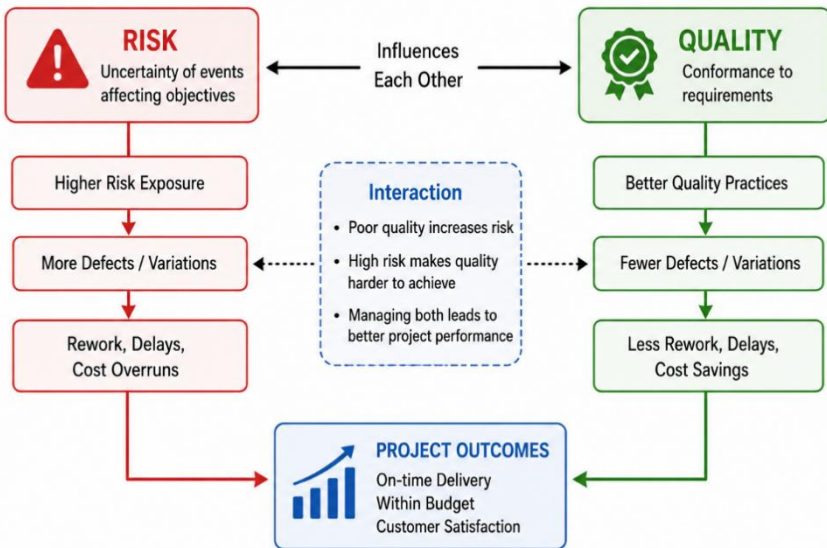 RISK
Uncertainty of events
affecting objectives
Influences
Each Other
QUALITY
Conformance to
requirements
Higher Risk Exposure
More Defects / Variations
Rework, Delays,
Cost Overruns
Interaction
• Poor quality increases risk
• High risk makes quality
harder to achieve
• Managing both leads to
better project performance
Better Quality Practices
Fewer Defects / Variations
Less Rework, Delays,
Cost Savings
PROJECT OUTCOMES
On-time Delivery
Within Budget
Customer Satisfaction